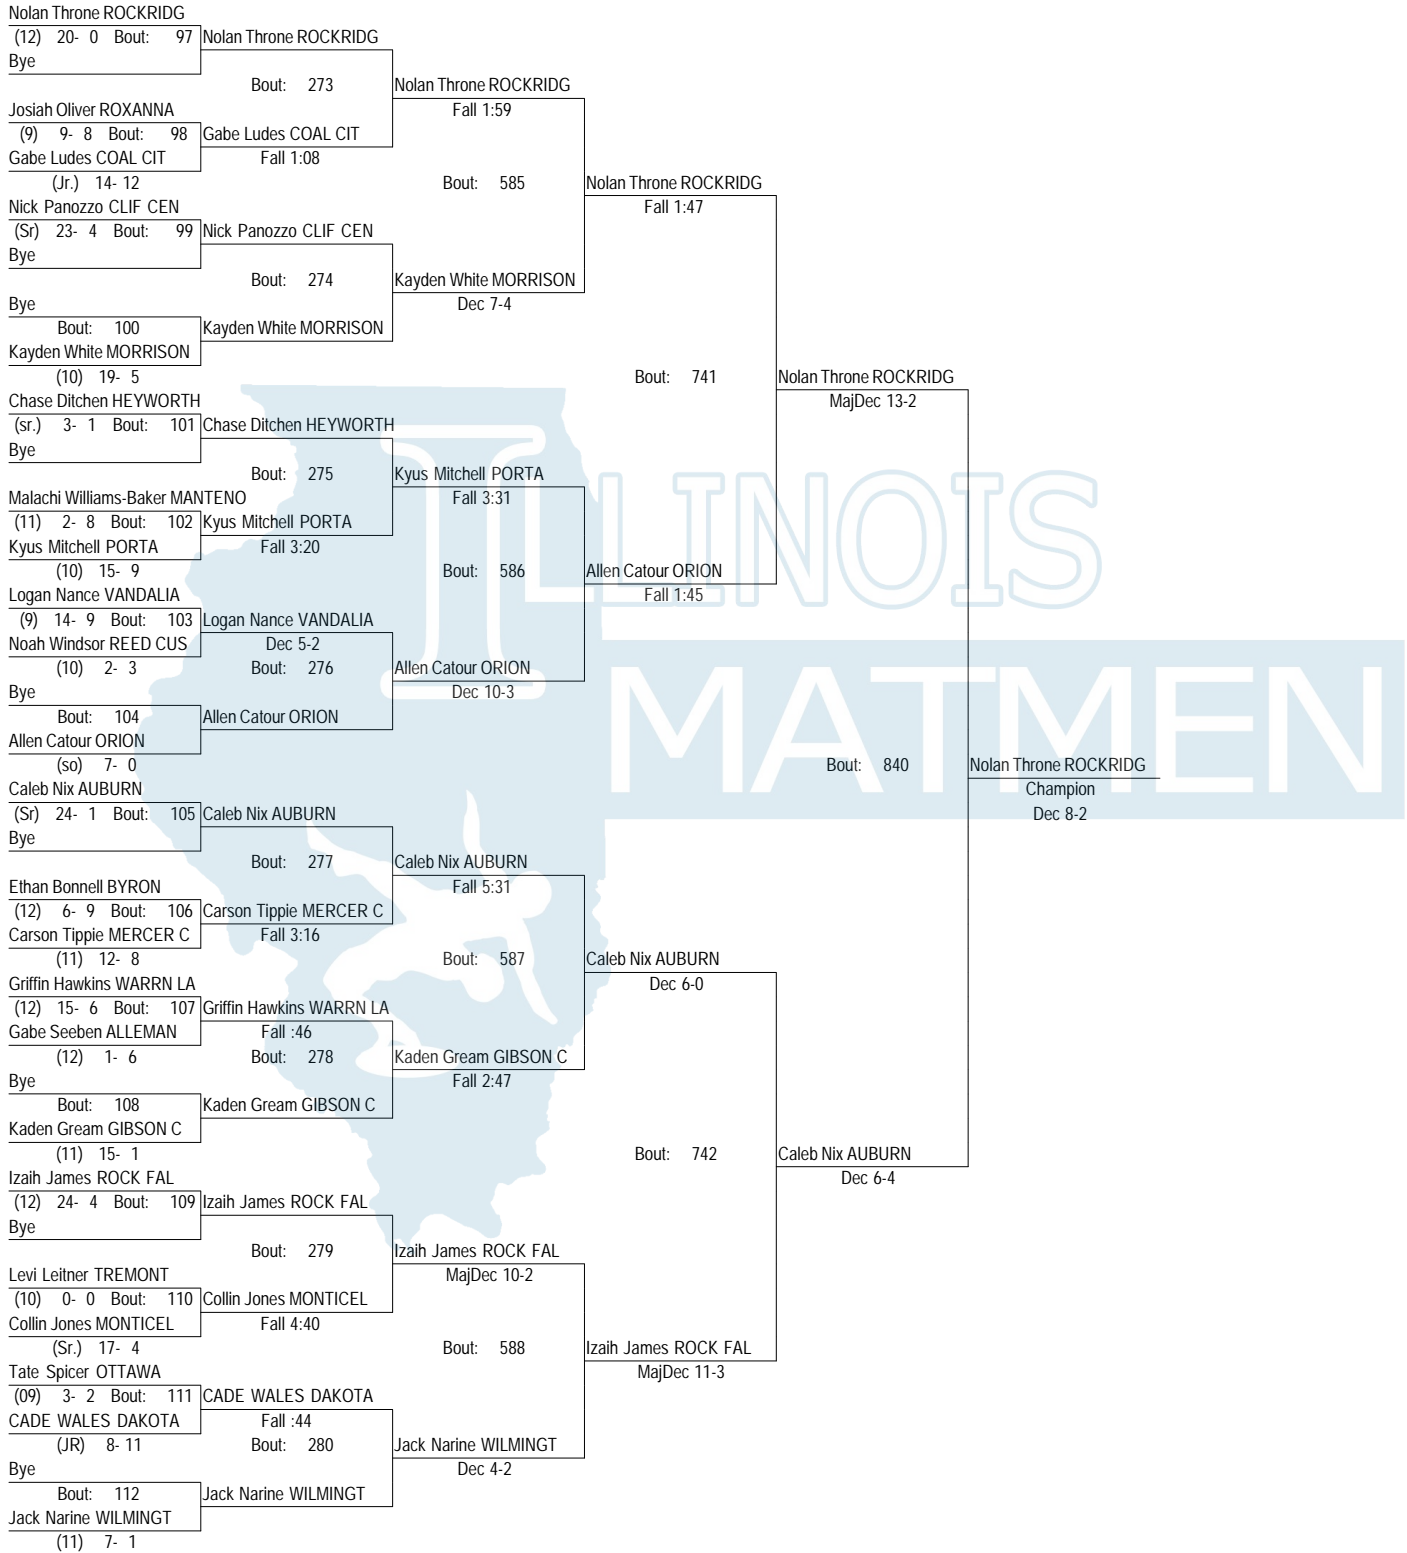 Nolan Throne ROCKRIDG
(12) 20- 0 Bout: 97 Nolan Throne ROCKRIDG
Bye
Bout: 273 Nolan Throne ROCKRIDG
Josiah Oliver ROXANNA Fall 1:59
(9) 9- 8 Bout: 98 Gabe Ludes COAL CIT
Gabe Ludes COAL CIT Fall 1:08
(Jr.) 14- 12 Bout: 585 Nolan Throne ROCKRIDG
Nick Panozzo CLIF CEN Fall 1:47
(Sr) 23- 4 Bout: 99 Nick Panozzo CLIF CEN
Bye
Bout: 274 Kayden White MORRISON
Bye Dec 7-4
Bout: 100 Kayden White MORRISON
Kayden White MORRISON
(10) 19- 5 Bout: 741 Nolan Throne ROCKRIDG
Chase Ditchen HEYWORTH MajDec 13-2
(sr.) 3- 1 Bout: 101 Chase Ditchen HEYWORTH
Bye
Bout: 275 Kyus Mitchell PORTA
Malachi Williams-Baker MANTENO Fall 3:31
(11) 2- 8 Bout: 102 Kyus Mitchell PORTA
Kyus Mitchell PORTA Fall 3:20
(10) 15- 9 Bout: 586 Allen Catour ORION
Logan Nance VANDALIA Fall 1:45
(9) 14- 9 Bout: 103 Logan Nance VANDALIA
Noah Windsor REED CUS Dec 5-2
(10) 2- 3 Bout: 276 Allen Catour ORION
Bye Dec 10-3
Bout: 104 Allen Catour ORION
Allen Catour ORION
(so) 7- 0 Bout: 840 Nolan Throne ROCKRIDG
Caleb Nix AUBURN Champion
(Sr) 24- 1 Bout: 105 Caleb Nix AUBURN Dec 8-2
Bye
Bout: 277 Caleb Nix AUBURN
Ethan Bonnell BYRON Fall 5:31
(12) 6- 9 Bout: 106 Carson Tippie MERCER C
Carson Tippie MERCER C Fall 3:16
(11) 12- 8 Bout: 587 Caleb Nix AUBURN
Griffin Hawkins WARRN LA Dec 6-0
(12) 15- 6 Bout: 107 Griffin Hawkins WARRN LA
Gabe Seeben ALLEMAN Fall :46
(12) 1- 6 Bout: 278 Kaden Gream GIBSON C
Bye Fall 2:47
Bout: 108 Kaden Gream GIBSON C
Kaden Gream GIBSON C
(11) 15- 1 Bout: 742 Caleb Nix AUBURN
Izaih James ROCK FAL Dec 6-4
(12) 24- 4 Bout: 109 Izaih James ROCK FAL
Bye
Bout: 279 Izaih James ROCK FAL
Levi Leitner TREMONT MajDec 10-2
(10) 0- 0 Bout: 110 Collin Jones MONTICEL
Collin Jones MONTICEL Fall 4:40
(Sr.) 17- 4 Bout: 588 Izaih James ROCK FAL
Tate Spicer OTTAWA MajDec 11-3
(09) 3- 2 Bout: 111 CADE WALES DAKOTA
CADE WALES DAKOTA Fall :44
(JR) 8- 11 Bout: 280 Jack Narine WILMINGT
Bye Dec 4-2
Bout: 112 Jack Narine WILMINGT
Jack Narine WILMINGT
(11) 7- 1
ILLINOIS
MATMEN